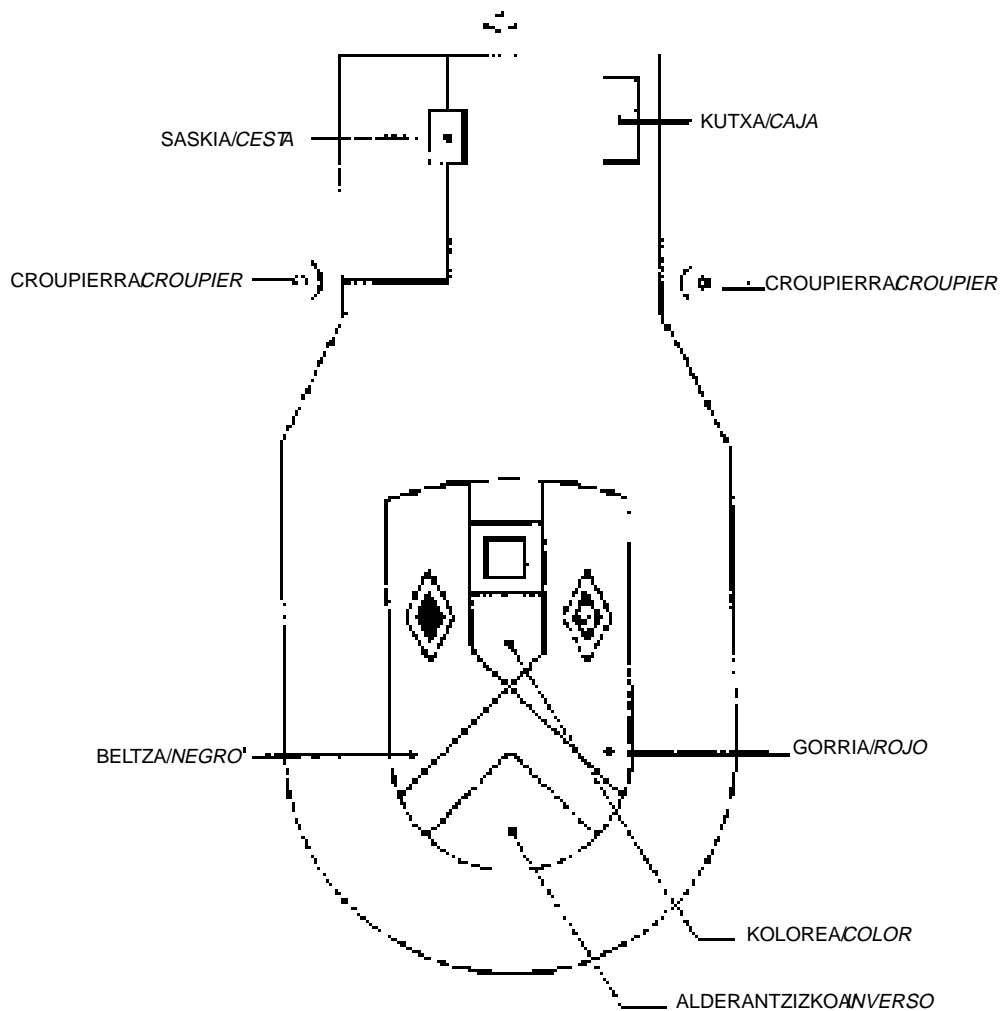 SASKIA/CESTA
KUTXA/CAJA
CROUPIERRA/CROUPIER
CROUPIERRA/CROUPIER
BELTZA/NEGRO
GORRIA/ROJO
KOLOREA/COLOR
ALDERANTZIZKOA/INVERSO